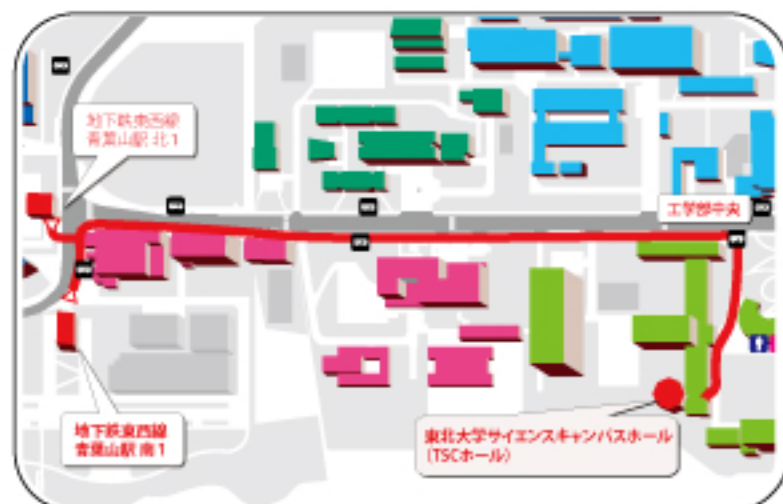 地下鉄東西線
青葉山駅 北1
工学部中央
地下鉄東西線
青葉山駅 南1
東北大学サイエンスキャンパスホール
（TSCホール）